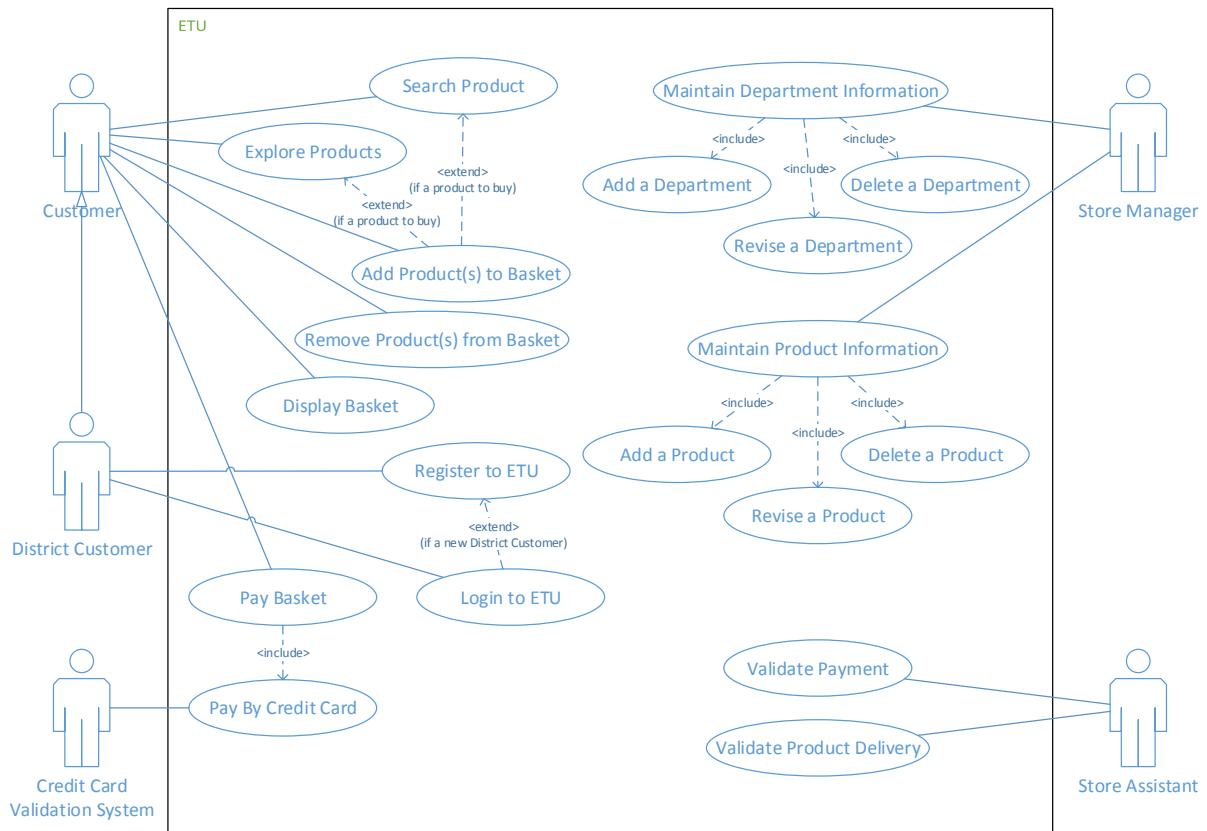 ETU
Search Product
Explore Products
<extend>
(if a product to buy)
<extend>
(if a product to buy)
Add Product(s) to Basket
Remove Product(s) from Basket
Display Basket
Register to ETU
<extend>
(if a new District Customer)
Login to ETU
Pay Basket
<include>
Pay By Credit Card
Customer
District Customer
Credit Card
Validation System
Maintain Department Information
<include>
<include>
<include>
Add a Department
Delete a Department
Revise a Department
Maintain Product Information
<include>
<include>
<include>
Add a Product
Delete a Product
Revise a Product
Validate Payment
Validate Product Delivery
Store Manager
Store Assistant